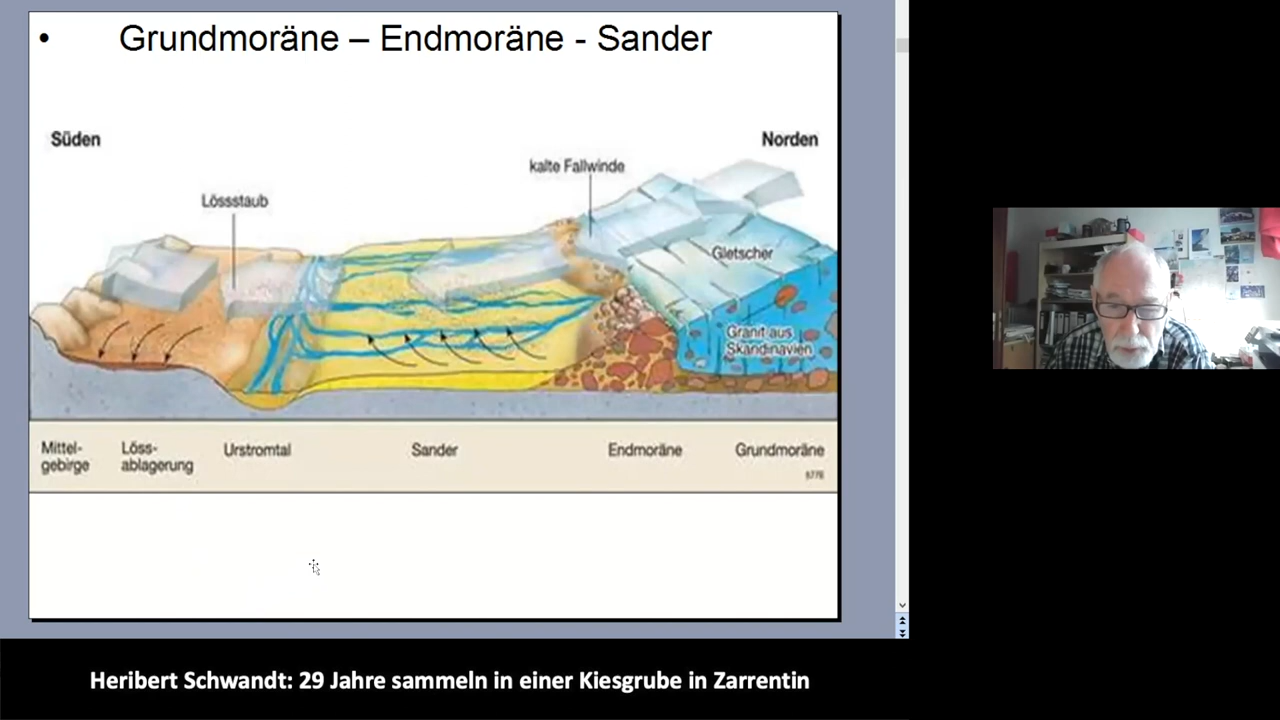 • Grundmoräne – Endmoräne - Sander
Süden
Norden
kalte Fallwinde
Lössstaub
Gletscher
Granit aus
Skandinavien
Mittel-
gebirge
Löss-
ablagerung
Urstromtal
Sander
Endmoräne
Grundmoräne
Heribert Schwandt: 29 Jahre sammeln in einer Kiesgrube in Zarrentin